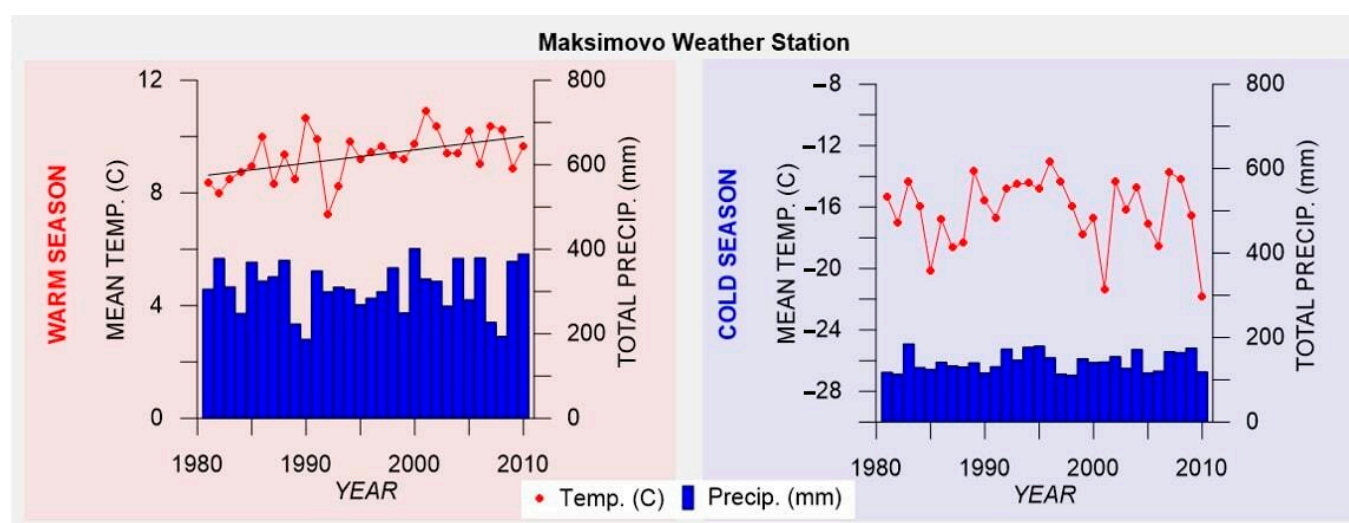 Maksimovo Weather Station
WARM SEASON
MEAN TEMP. (C)
12
8
4
0
800
600
400
200
0
TOTAL PRECIP. (mm)
1980
1990
2000
2010
YEAR
COLD SEASON
MEAN TEMP. (C)
–8
–12
–16
–20
–24
–28
800
600
400
200
0
TOTAL PRECIP. (mm)
1980
1990
2000
2010
YEAR
Temp. (C)
Precip. (mm)